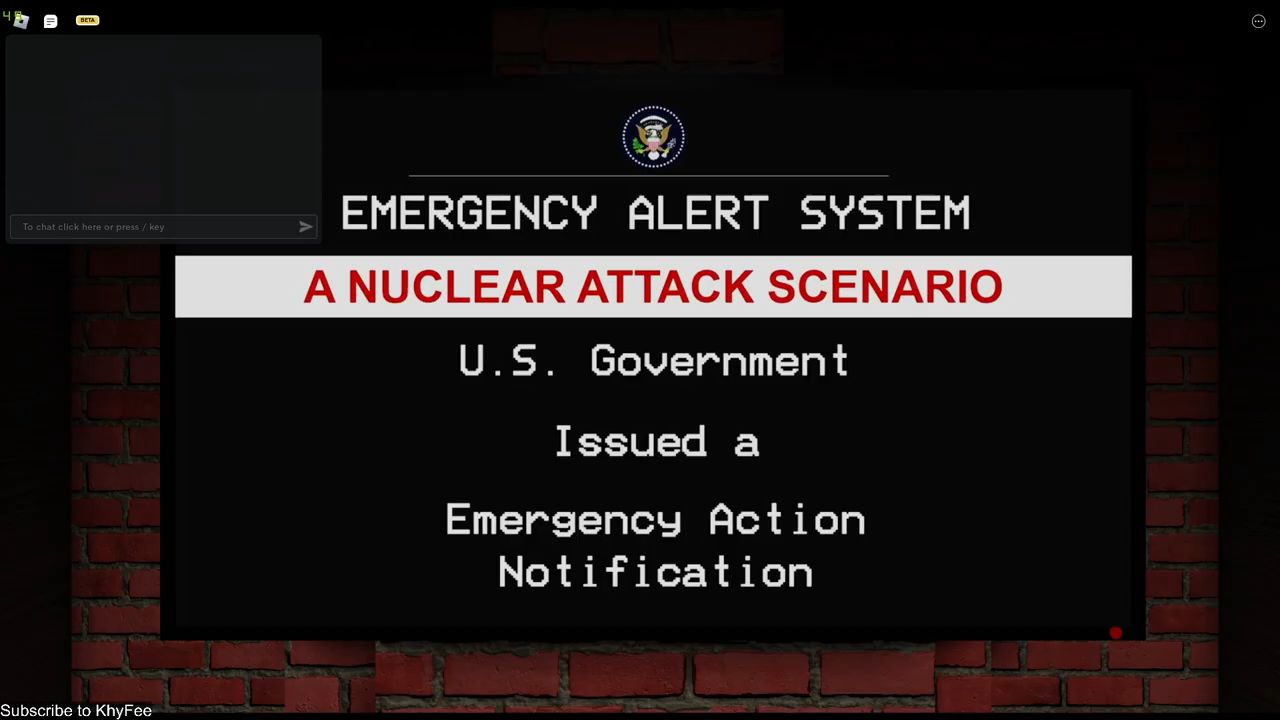 BETA
To chat click here or press / key
EMERGENCY ALERT SYSTEM
A NUCLEAR ATTACK SCENARIO
U.S. Government
Issued a
Emergency Action
Notification
Subscribe to KhyFee